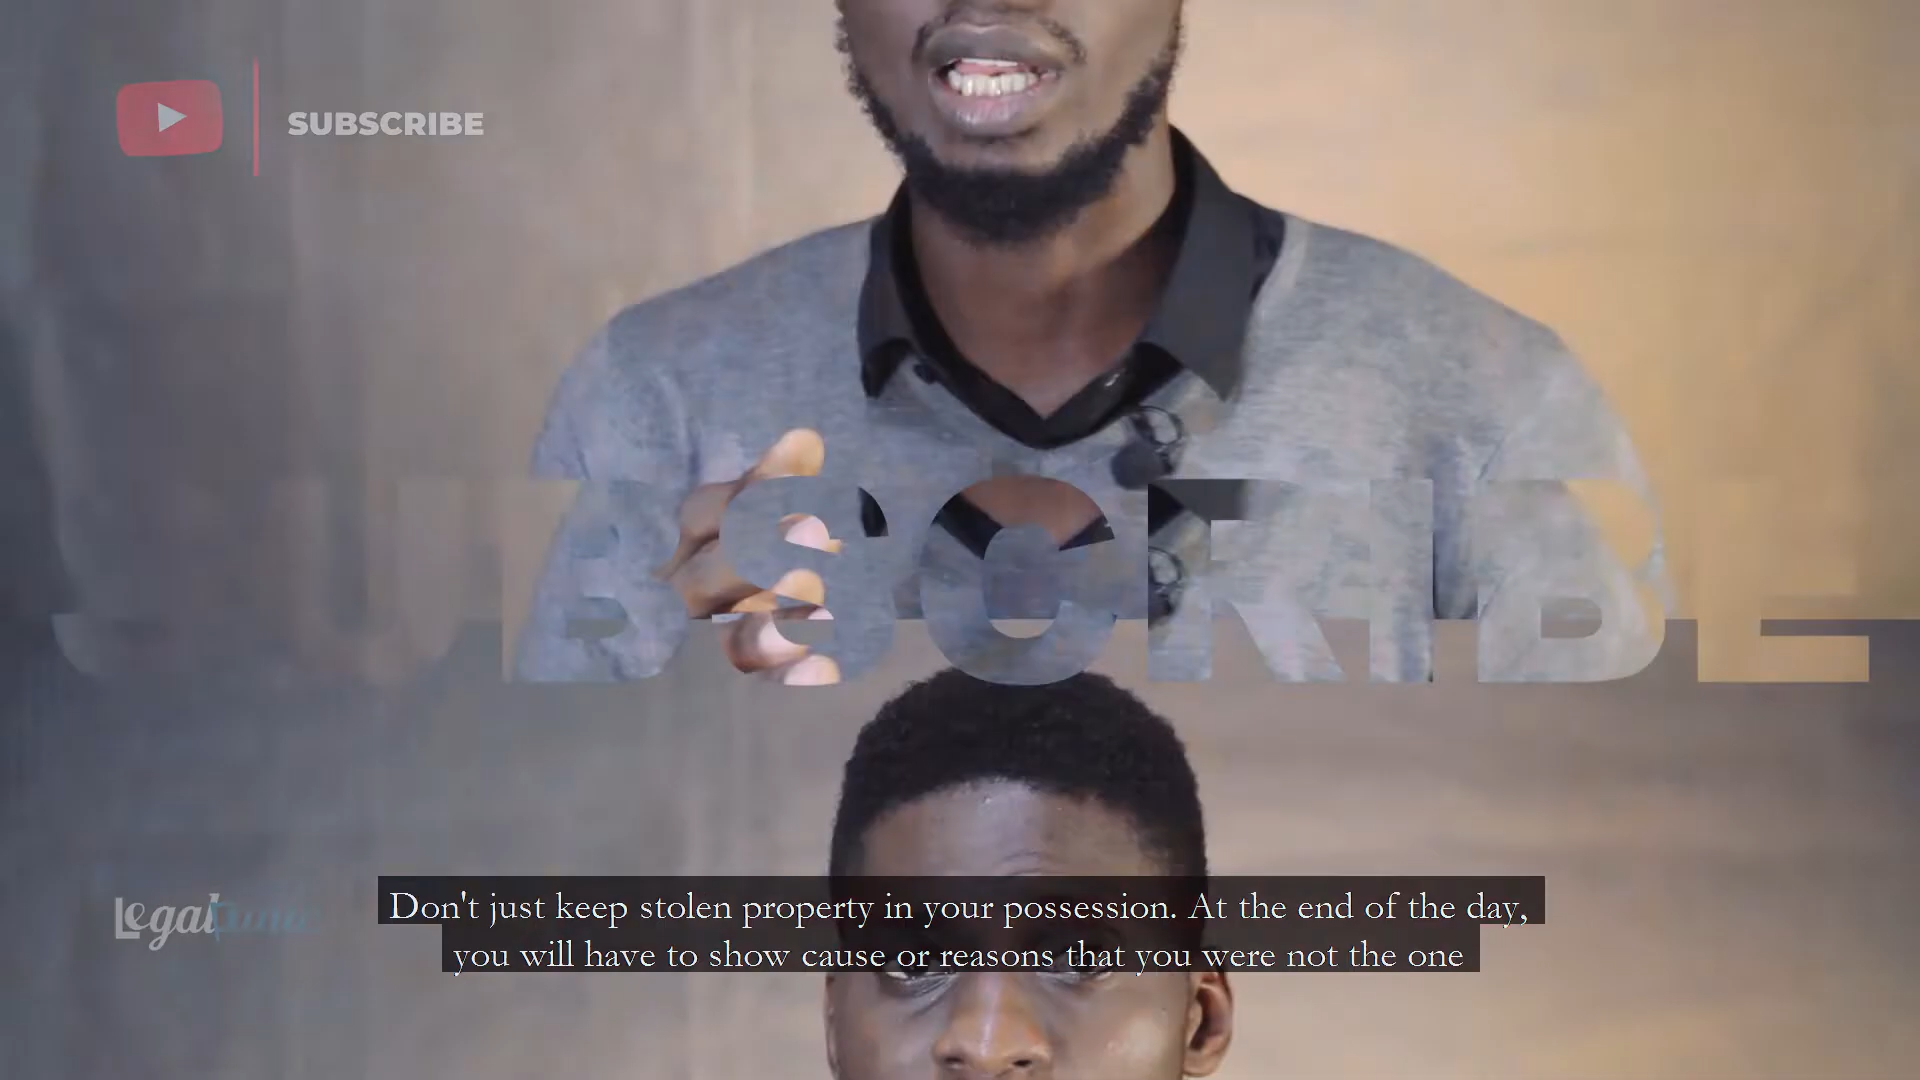 SUBSCRIBE
SUBSCRIBE
Legal
Don't just keep stolen property in your possession. At the end of the day,
you will have to show cause or reasons that you were not the one